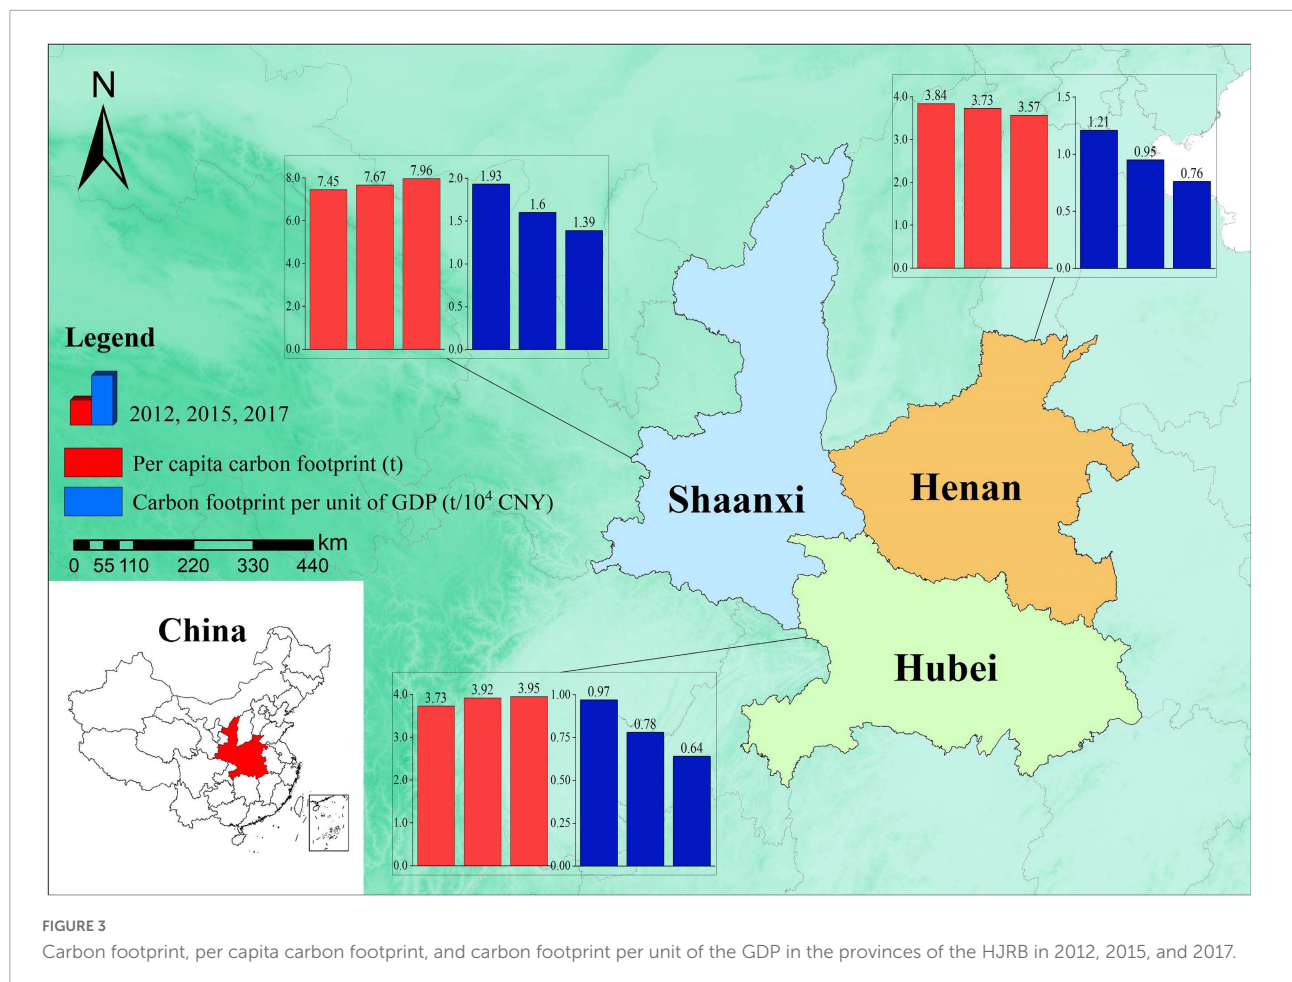 N
7.45 7.67 7.96
8.0
6.0
4.0
2.0
0.0
1.93 1.6 1.39
2.0
1.5
1.0
0.5
0.0
3.84 3.73 3.57
4.0
3.0
2.0
1.0
0.0
1.21 0.95 0.76
1.5
1.0
0.5
0.0
Legend
2012, 2015, 2017
Per capita carbon footprint (t)
Carbon footprint per unit of GDP (t/10⁴ CNY)
km
0 55 110 220 330 440
Shaanxi
Henan
Hubei
China
3.73 3.92 3.95
4.0
3.0
2.0
1.0
0.0
0.97 0.78 0.64
1.00
0.75
0.50
0.25
0.00
FIGURE 3
Carbon footprint, per capita carbon footprint, and carbon footprint per unit of the GDP in the provinces of the HJRB in 2012, 2015, and 2017.